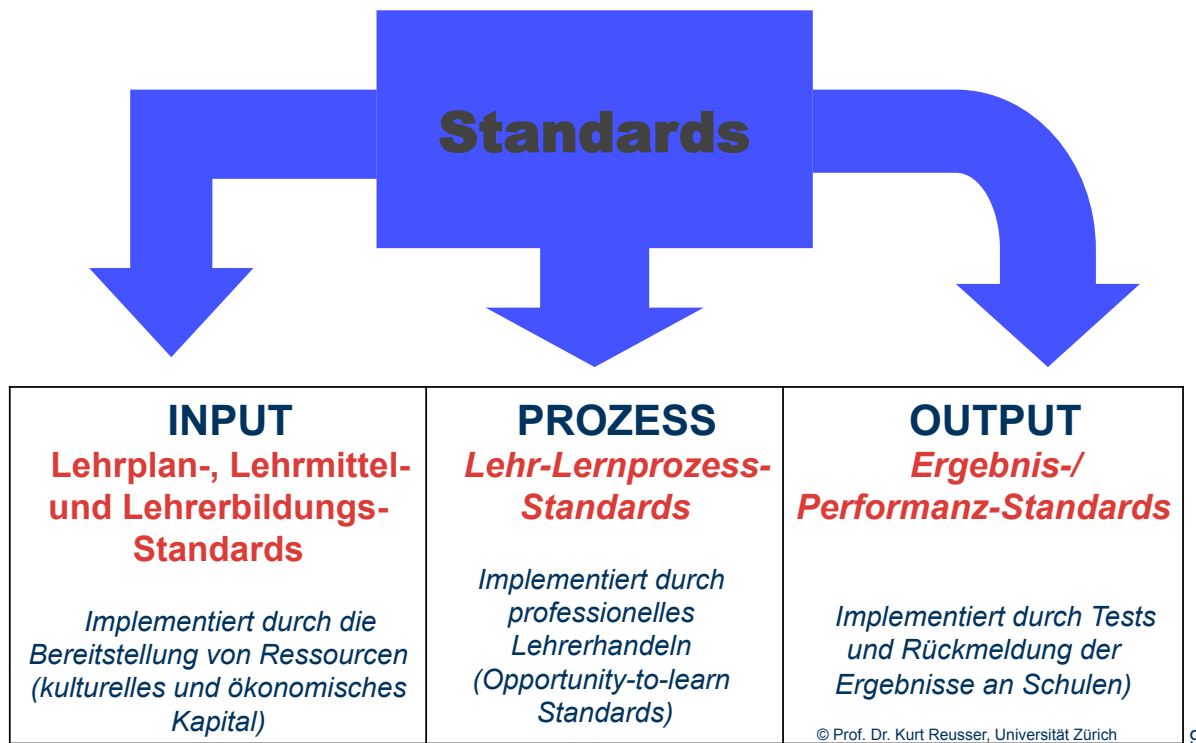 Standards
INPUT
Lehrplan-, Lehrmittel-
und Lehrerbildungs-
Standards
Implementiert durch die
Bereitstellung von Ressourcen
(kulturelles und ökonomisches
Kapital)
PROZESS
Lehr-Lernprozess-
Standards
Implementiert durch
professionelles
Lehrerhandeln
(Opportunity-to-learn
Standards)
OUTPUT
Ergebnis-/
Performanz-Standards
Implementiert durch Tests
und Rückmeldung der
Ergebnisse an Schulen)
© Prof. Dr. Kurt Reusser, Universität Zürich